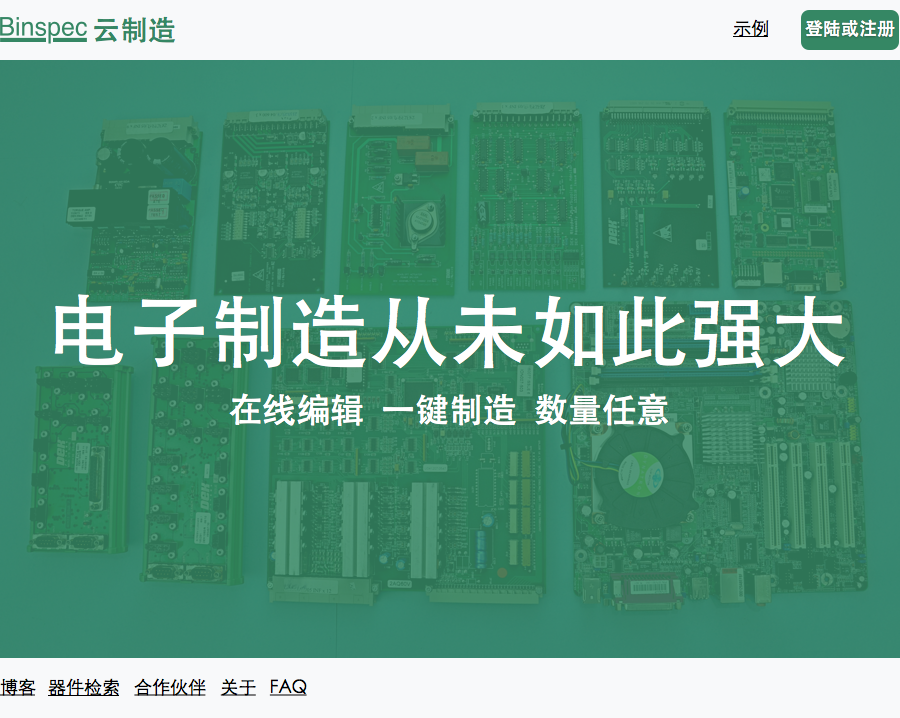 Binspec 云制造
示例
登陆或注册
电子制造从未如此强大
在线编辑 一键制造 数量任意
博客 器件检索 合作伙伴 关于 FAQ